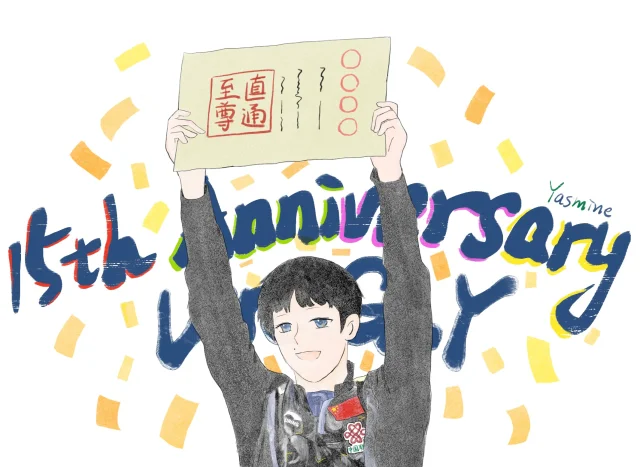 直通
至尊
15th Anniversary
Yasmine